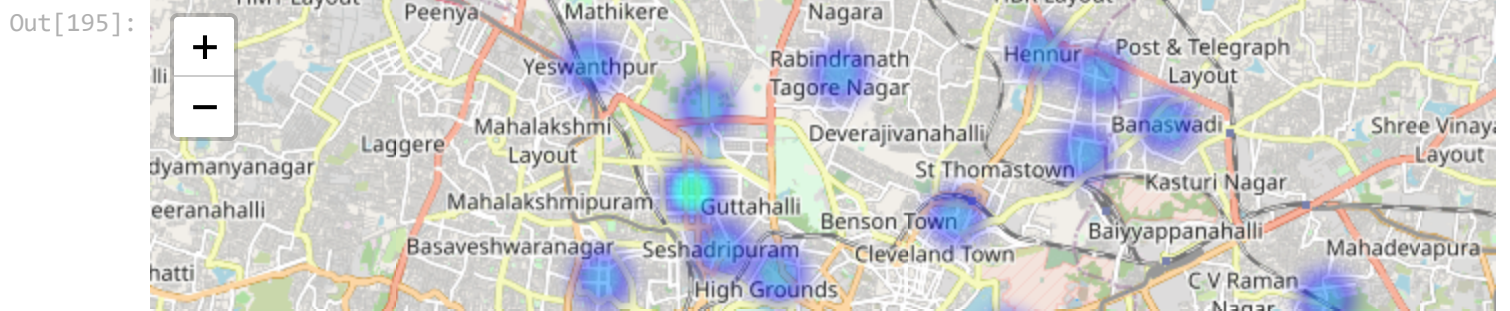 Out[195]:
+
−
Peenya
Mathikere
Nagara
lli
Yeswanthpur
Rabindranath
Tagore Nagar
Hennur
Post & Telegraph
Layout
Mahalakshmi
Layout
Laggere
Deverajivanahalli
Banaswadi
Shree Vinaya
Layout
dyamanyanagar
St Thomastown
Kasturi Nagar
eeranahalli
Mahalakshmipuram
Guttahalli
Benson Town
Baiyyappanahalli
Basaveshwaranagar
Seshadripuram
Cleveland Town
Mahadevapura
hatti
High Grounds
C V Raman
Nagar